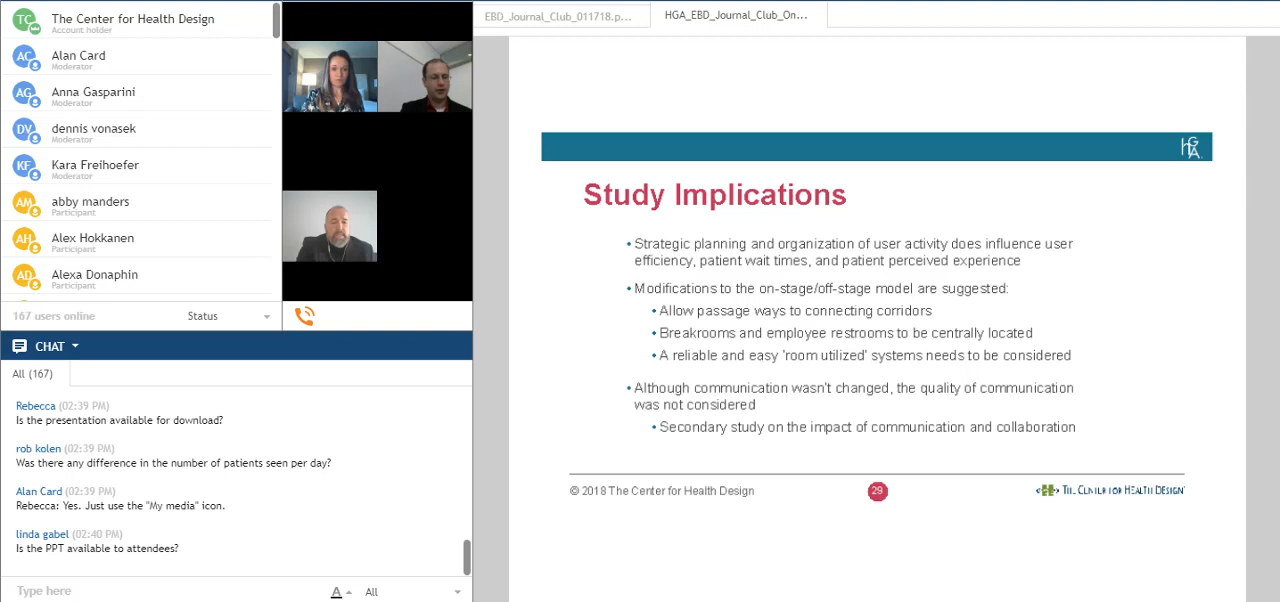 TC
The Center for Health Design
Account holder
AC
Alan Card
Moderator
AG
Anna Gasparini
Moderator
DV
dennis vonasek
Moderator
KF
Kara Freihoefer
Moderator
AM
abby manders
Participant
AH
Alex Hokkanen
Participant
AD
Alexa Donaphin
Participant
167 users online
Status
CHAT
All (167)
Rebecca (02:39 PM)
Is the presentation available for download?
rob kolen (02:39 PM)
Was there any difference in the number of patients seen per day?
Alan Card (02:39 PM)
Rebecca: Yes. Just use the "My media" icon.
linda gabel (02:40 PM)
Is the PPT available to attendees?
Type here
A
All
EBD_Journal_Club_011718.p...
HGA_EBD_Journal_Club_On...
HGA
Study Implications
• Strategic planning and organization of user activity does influence user
efficiency, patient wait times, and patient perceived experience
• Modifications to the on-stage/off-stage model are suggested:
• Allow passage ways to connecting corridors
• Breakrooms and employee restrooms to be centrally located
• A reliable and easy 'room utilized' systems needs to be considered
• Although communication wasn't changed, the quality of communication
was not considered
• Secondary study on the impact of communication and collaboration
© 2018 The Center for Health Design
29
THE CENTER FOR HEALTH DESIGN